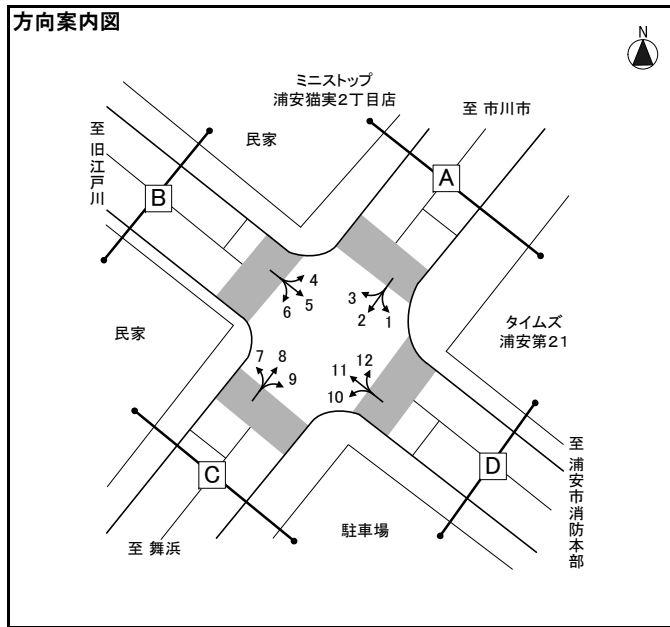 方向案内図
N
ミニストップ
浦安猫実2丁目店
至 市川市
民家
至 旧江戸川
A
B
4
5
6
3
2
1
タイムズ
浦安第21
民家
7
8
9
12
11
10
C
D
至 浦安市消防本部
駐車場
至 舞浜